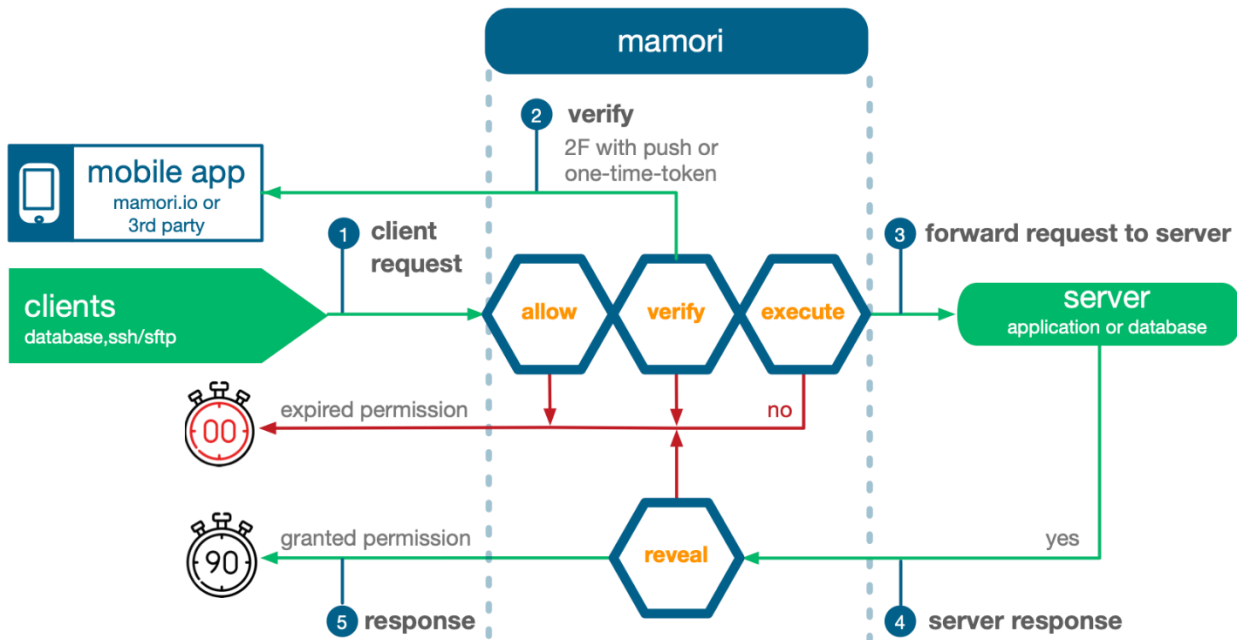 mamori
2 verify
2F with push or
one-time-token
mobile app
mamori.io or
3rd party
1 client
request
3 forward request to server
clients
database,ssh/sftp
allow
verify
execute
server
application or database
00
expired permission
no
90
granted permission
reveal
yes
5 response
4 server response